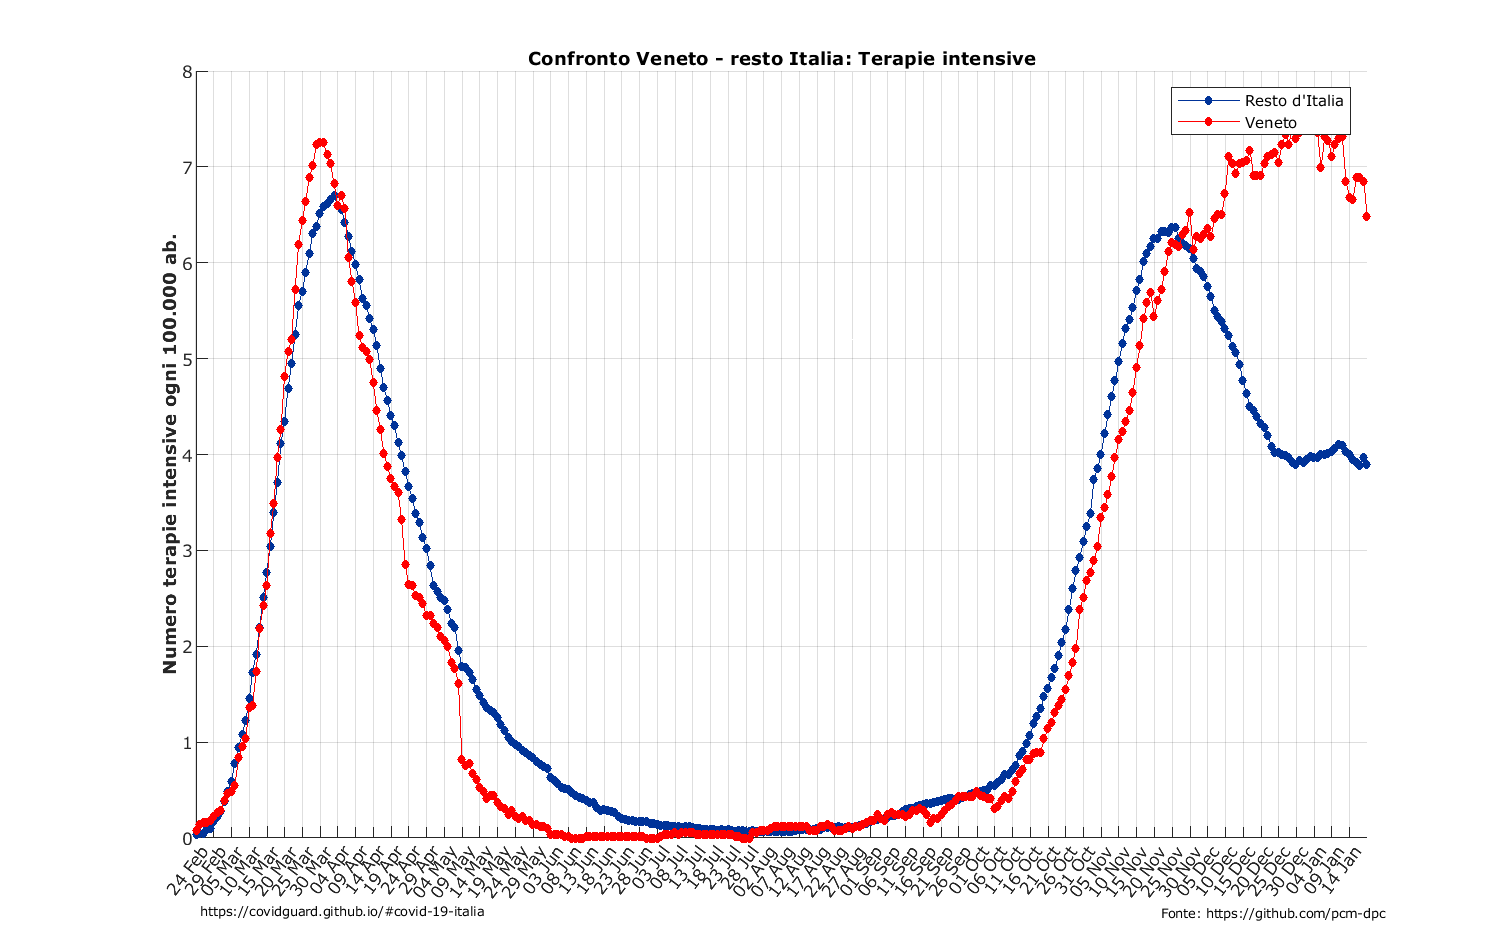 Confronto Veneto - resto Italia: Terapie intensive
Resto d'Italia
Veneto
Numero terapie intensive ogni 100.000 ab.
8
7
6
5
4
3
2
1
0
24 Feb
29 Feb
05 Mar
10 Mar
15 Mar
20 Mar
25 Mar
30 Mar
04 Apr
09 Apr
14 Apr
19 Apr
24 Apr
29 Apr
04 May
09 May
14 May
19 May
24 May
29 May
03 Jun
08 Jun
13 Jun
18 Jun
23 Jun
28 Jun
03 Jul
08 Jul
13 Jul
18 Jul
23 Jul
28 Jul
02 Aug
07 Aug
12 Aug
17 Aug
22 Aug
27 Aug
01 Sep
06 Sep
11 Sep
16 Sep
21 Sep
26 Sep
01 Oct
06 Oct
11 Oct
16 Oct
21 Oct
26 Oct
31 Oct
05 Nov
10 Nov
15 Nov
20 Nov
25 Nov
30 Nov
05 Dec
10 Dec
15 Dec
20 Dec
25 Dec
30 Dec
04 Jan
09 Jan
14 Jan
https://covidguard.github.io/#covid-19-italia
Fonte: https://github.com/pcm-dpc